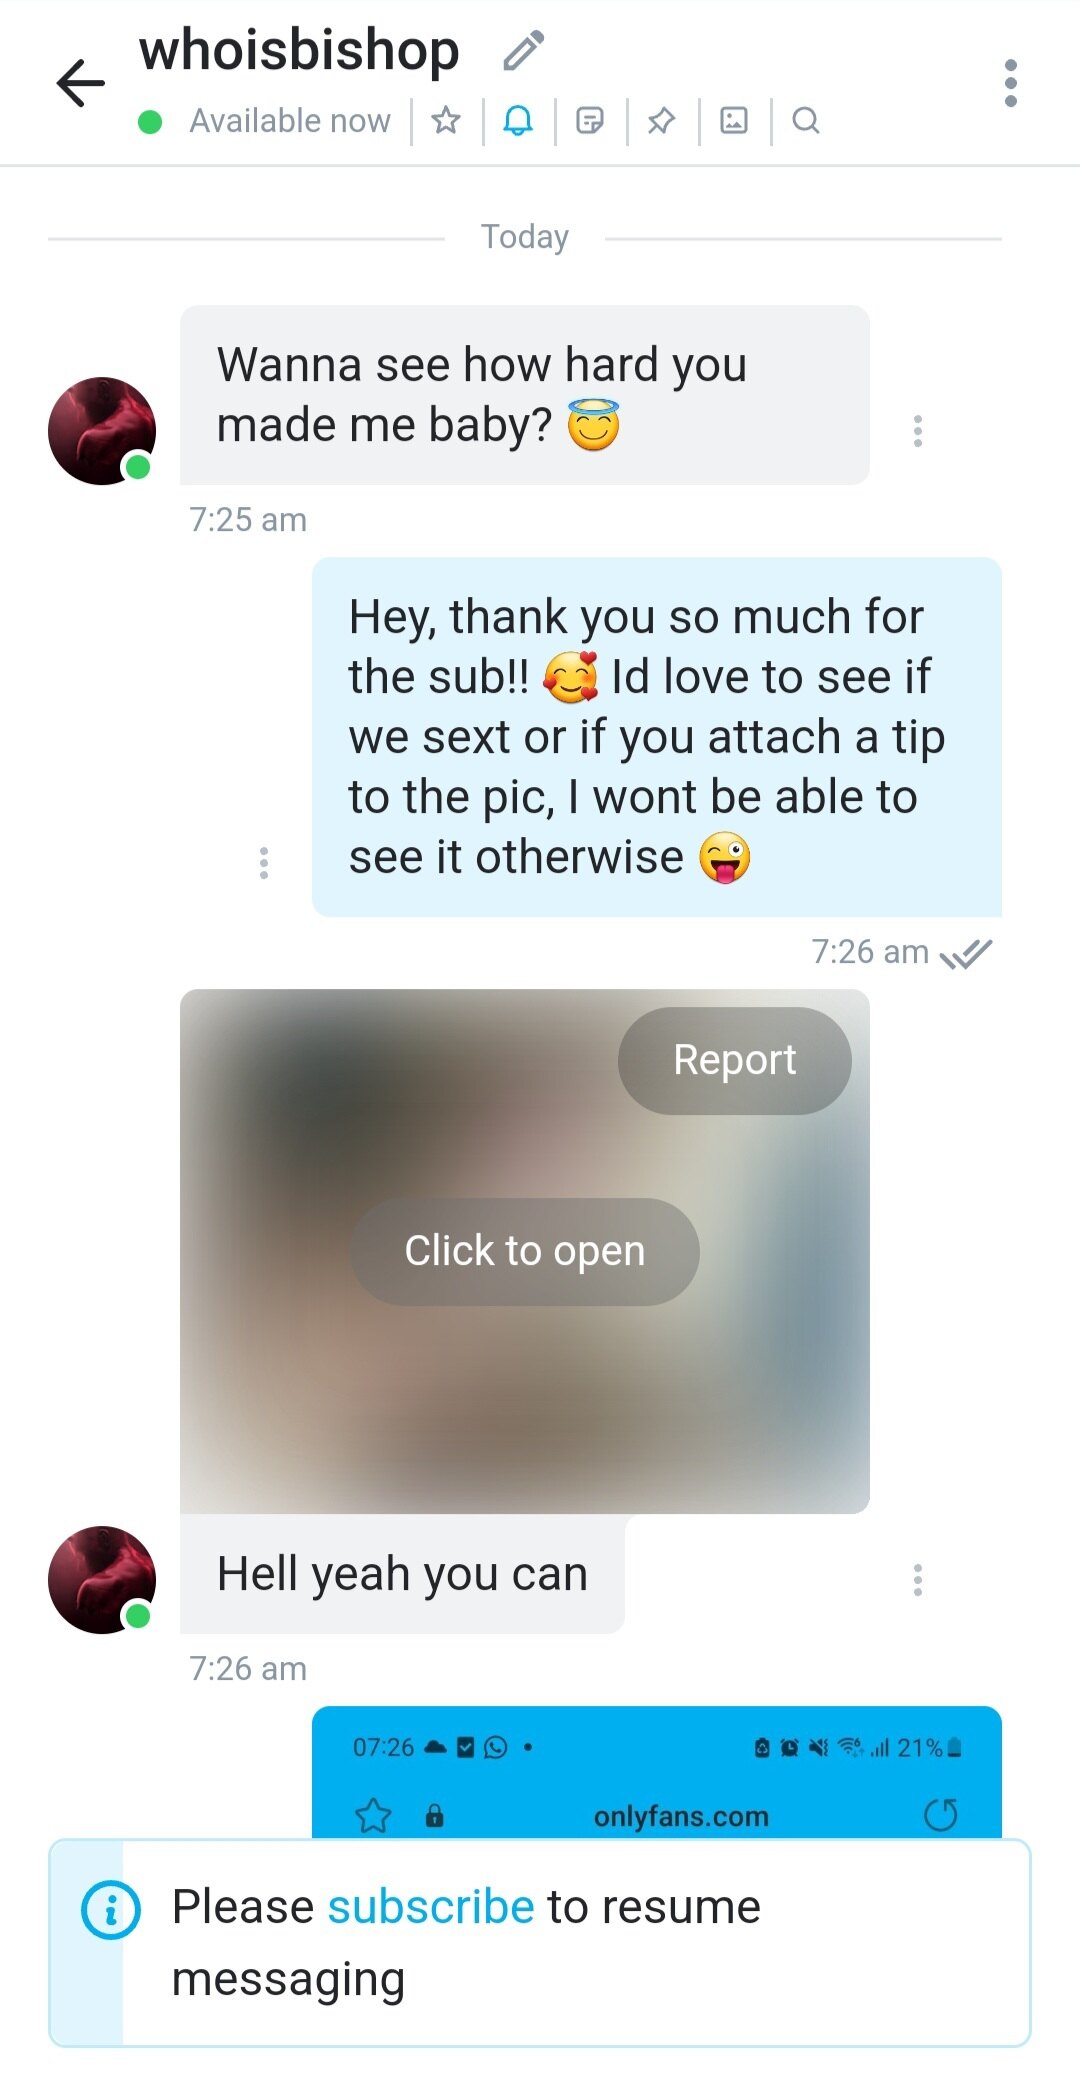 whoisbishop
Available now
Today
Wanna see how hard you
made me baby? 😇
7:25 am
Hey, thank you so much for
the sub!! 🥰 Id love to see if
we sext or if you attach a tip
to the pic, I wont be able to
see it otherwise 🤪
7:26 am
Report
Click to open
Hell yeah you can
7:26 am
07:26 21%
onlyfans.com
Please subscribe to resume
messaging